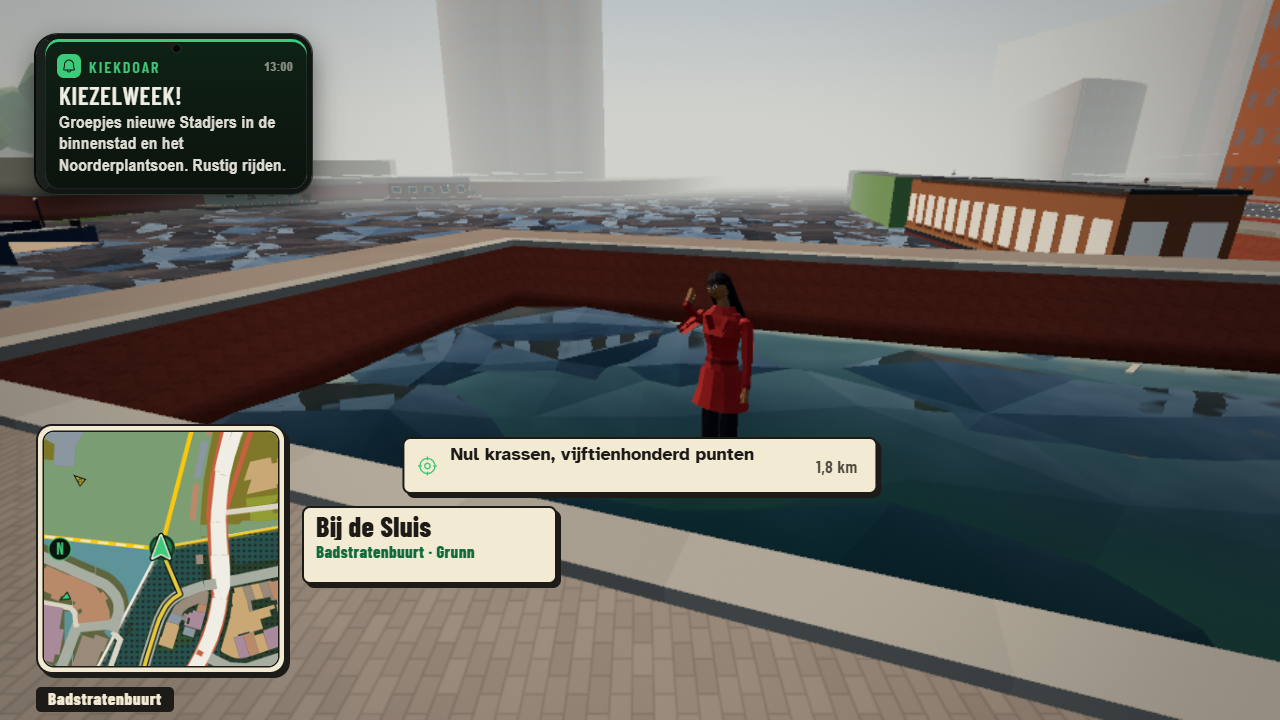 KIEKDOAR 13:00
KIEZELWEEK!
Groepjes nieuwe Stadjers in de
binnenstad en het
Noorderplantsoen. Rustig rijden.
Nul krassen, vijftienhonderd punten
1,8 km
Bij de Sluis
Badstratenbuurt · Grunn
N
Badstratenbuurt